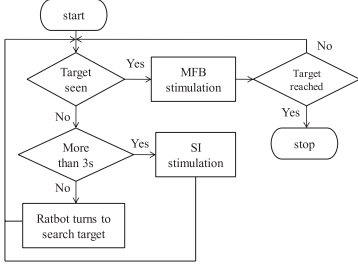 start
No
Target
seen
Yes
MFB
stimulation
Target
reached
No
Yes
More
than 3s
Yes
SI
stimulation
stop
No
Ratbot turns to
search target